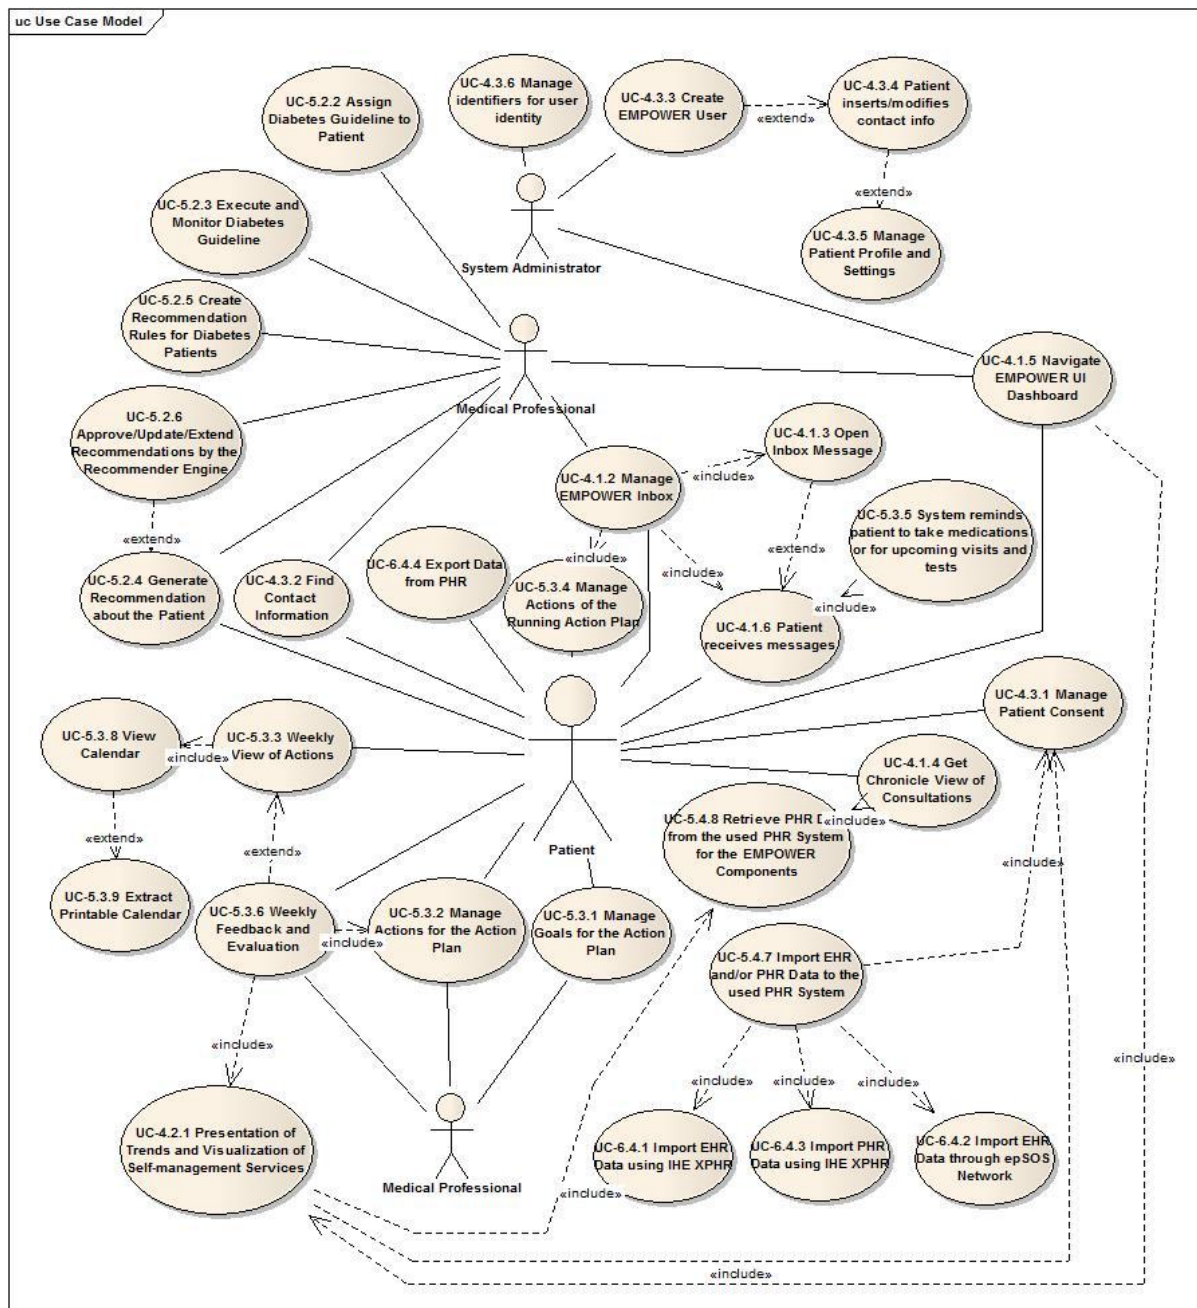 uc Use Case Model
UC-4.3.6 Manage
identifiers for user
identity
UC-4.3.3 Create
EMPOWER User
«extend»
UC-4.3.4 Patient
inserts/modifies
contact info
UC-5.2.2 Assign
Diabetes Guideline to
Patient
«extend»
UC-5.2.3 Execute and
Monitor Diabetes
Guideline
System Administrator
UC-4.3.5 Manage
Patient Profile and
Settings
UC-5.2.5 Create
Recommendation
Rules for Diabetes
Patients
Medical Professional
UC-4.1.5 Navigate
EMPOWER UI
Dashboard
UC-5.2.6
Approve/Update/Extend
Recommendations by the
Recommender Engine
UC-4.1.2 Manage
EMPOWER Inbox
«include»
UC-4.1.3 Open
Inbox Message
«extend»
«include»
«extend»
UC-5.3.5 System reminds
patient to take medications
or for upcoming visits and
tests
UC-6.4.4 Export Data
from PHR
UC-5.2.4 Generate
Recommendation
about the Patient
UC-4.3.2 Find
Contact
Information
UC-5.3.4 Manage
Actions of the
Running Action Plan
«include»
UC-4.1.6 Patient
receives messages
UC-4.3.1 Manage
Patient Consent
UC-5.3.8 View
Calendar
«include»
UC-5.3.3 Weekly
View of Actions
UC-4.1.4 Get
Chronicle View of
Consultations
«include»
UC-5.4.8 Retrieve PHR D
from the used PHR System
for the EMPOWER
Components
«extend»
«extend»
Patient
«include»
UC-5.3.9 Extract
Printable Calendar
UC-5.3.6 Weekly
Feedback and
Evaluation
«include»
UC-5.3.2 Manage
Actions for the Action
Plan
UC-5.3.1 Manage
Goals for the Action
Plan
UC-5.4.7 Import EHR
and/or PHR Data to the
used PHR System
«include»
«include»
«include»
«include»
«include»
UC-4.2.1 Presentation of
Trends and Visualization of
Self-management Services
Medical Professional
UC-6.4.1 Import EHR
Data using IHE XPHR
UC-6.4.3 Import PHR
Data using IHE XPHR
UC-6.4.2 Import EHR
Data through epSOS
Network
«include»
«include»